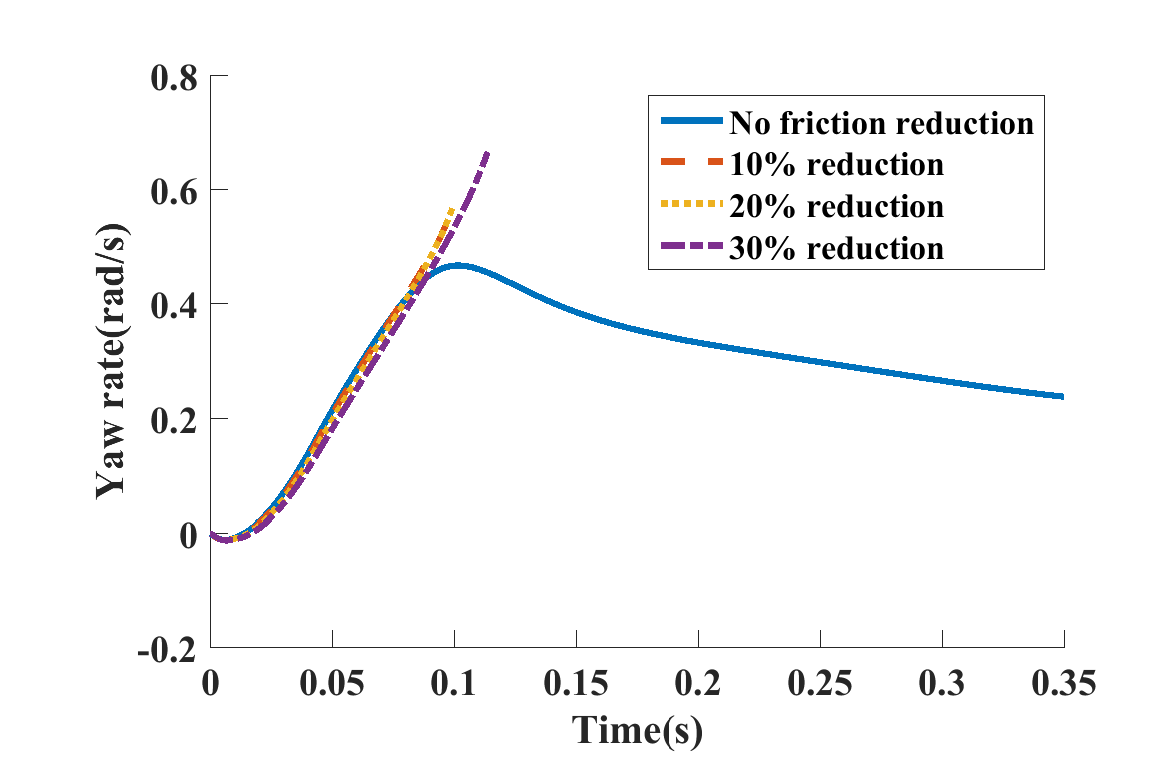 0.8
0.6
0.4
0.2
0
-0.2
0
0.05
0.1
0.15
0.2
0.25
0.3
0.35
Yaw rate(rad/s)
Time(s)
No friction reduction
10% reduction
20% reduction
30% reduction